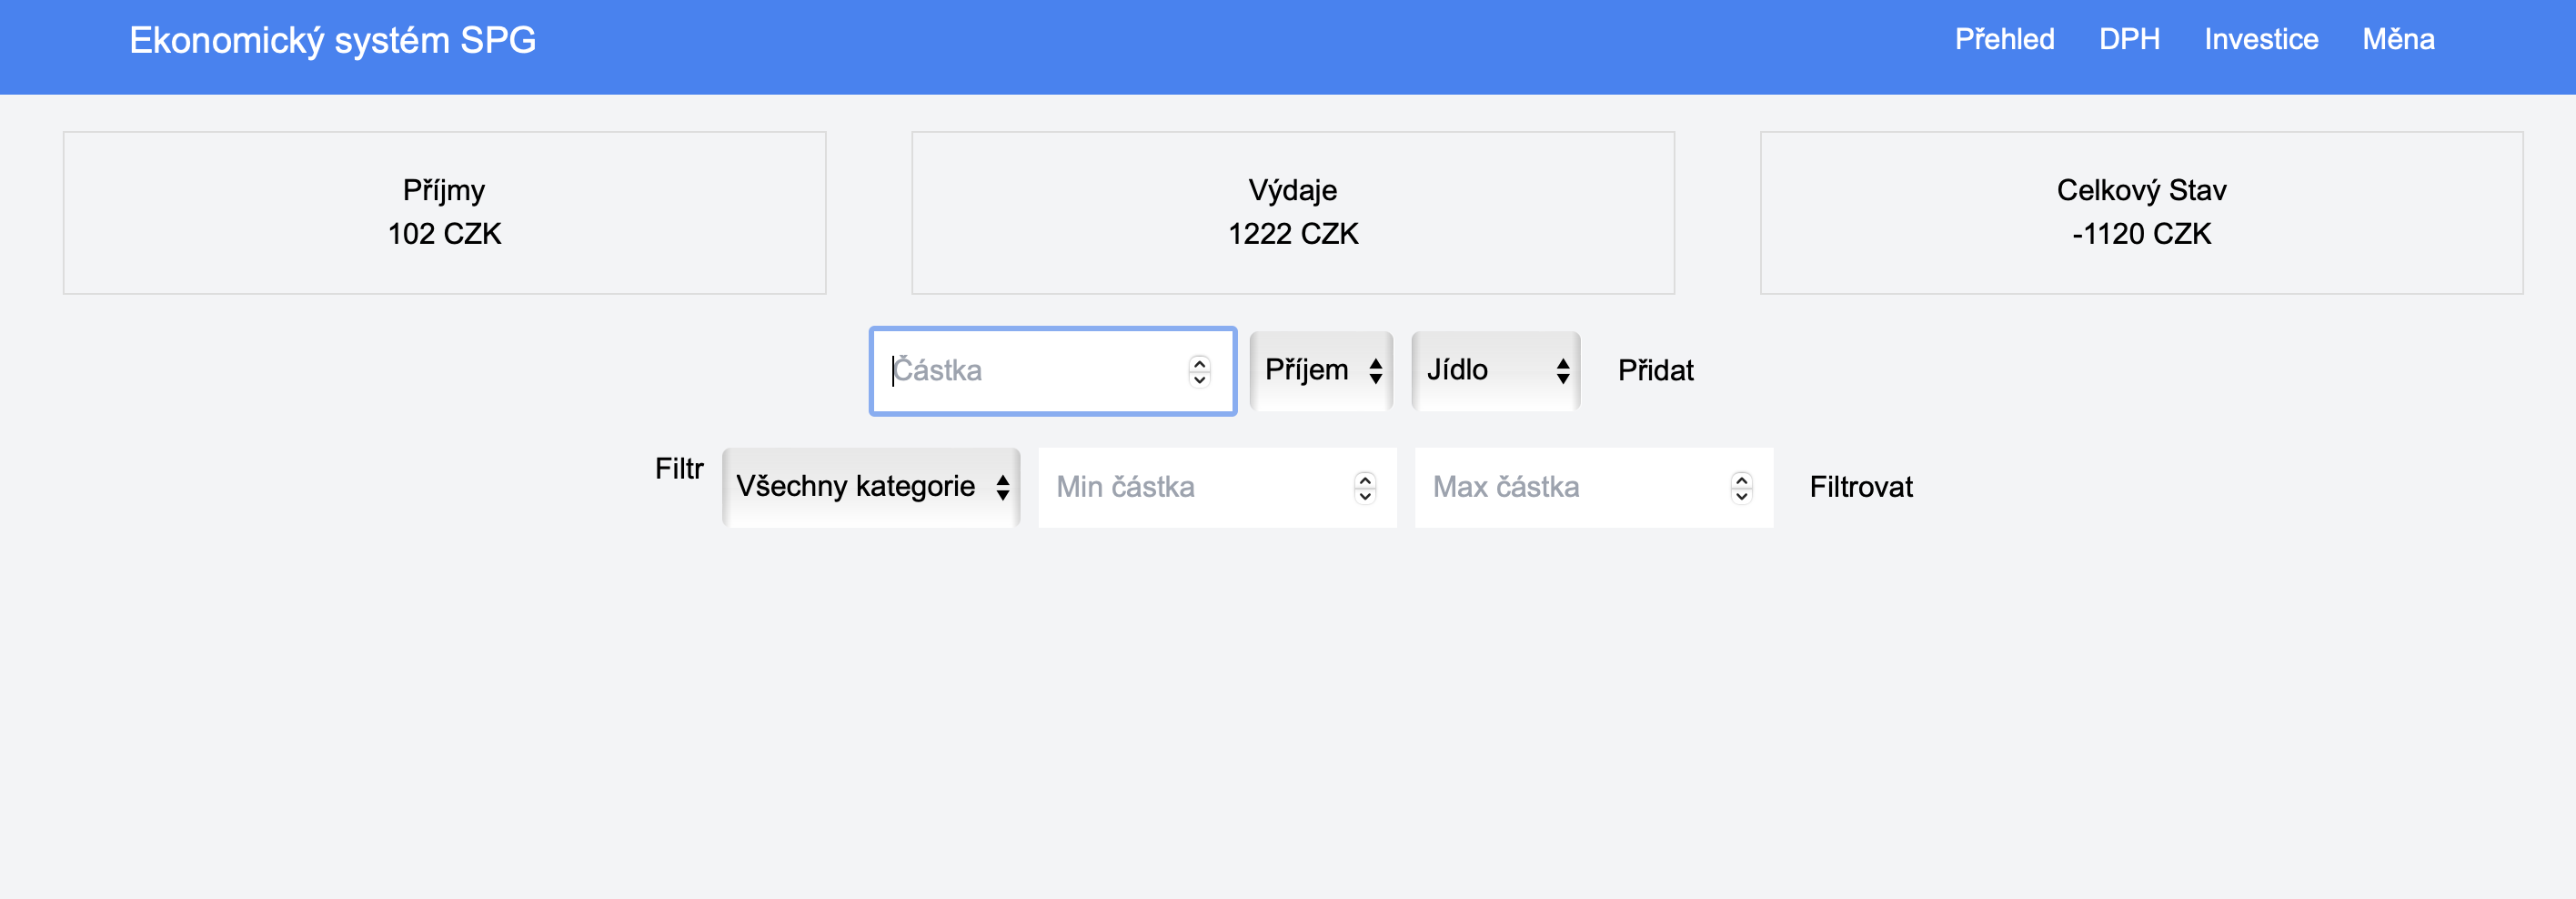 Ekonomický systém SPG
Přehled DPH Investice Měna
Příjmy
102 CZK
Výdaje
1222 CZK
Celkový Stav
-1120 CZK
Částka Příjem Jídlo Přidat
Filtr Všechny kategorie Min částka Max částka Filtrovat